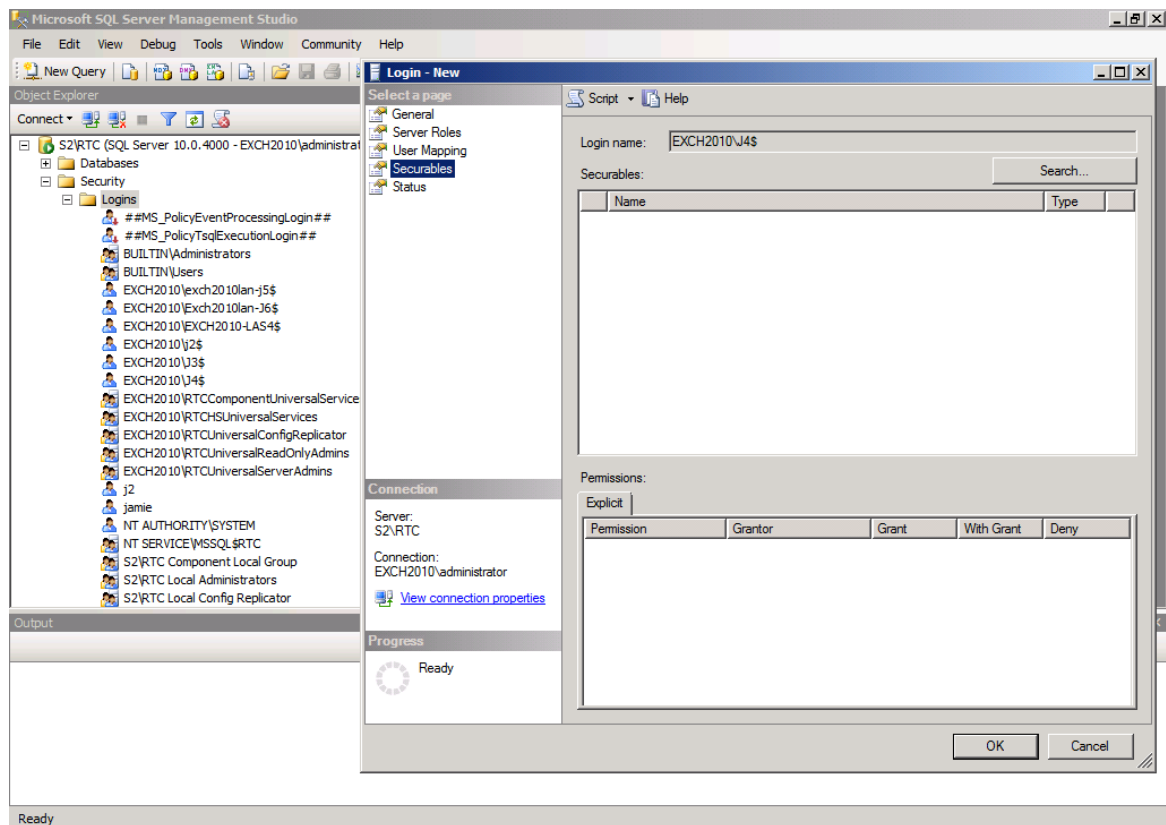 Microsoft SQL Server Management Studio
File Edit View Debug Tools Window Community Help
New Query
Object Explorer
Connect
S2\RTC (SQL Server 10.0.4000 - EXCH2010\administrat
Databases
Security
Logins
##MS_PolicyEventProcessingLogin##
##MS_PolicyTsqlExecutionLogin##
BUILTIN\Administrators
BUILTIN\Users
EXCH2010\exch2010lan-j5$
EXCH2010\Exch2010lan-J6$
EXCH2010\EXCH2010-LAS4$
EXCH2010\j2$
EXCH2010\J3$
EXCH2010\J4$
EXCH2010\RTCComponentUniversalService
EXCH2010\RTCHSUniversalServices
EXCH2010\RTCUniversalConfigReplicator
EXCH2010\RTCUniversalReadOnlyAdmins
EXCH2010\RTCUniversalServerAdmins
j2
jamie
NT AUTHORITY\SYSTEM
NT SERVICE\MSSQL$RTC
S2\RTC Component Local Group
S2\RTC Local Administrators
S2\RTC Local Config Replicator
Output
Ready
Login - New
Select a page
General
Server Roles
User Mapping
Securables
Status
Connection
Server:
S2\RTC
Connection:
EXCH2010\administrator
View connection properties
Progress
Ready
Script Help
Login name: EXCH2010\J4$
Securables: Search...
Name Type
Permissions:
Explicit
Permission Grantor Grant With Grant Deny
OK Cancel